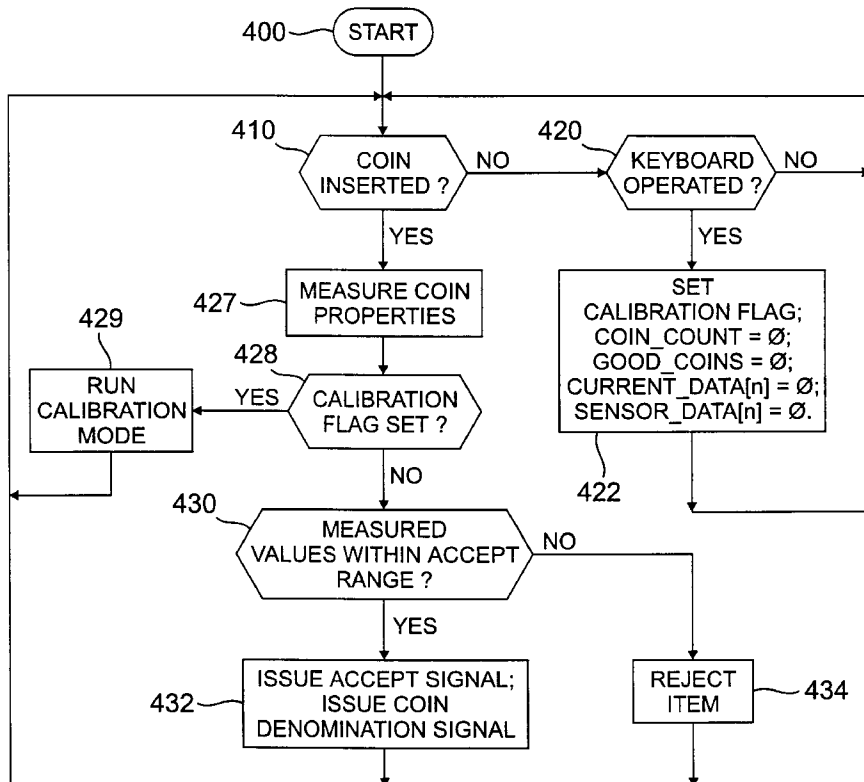 400
START
410
COIN
INSERTED ?
NO
420
KEYBOARD
OPERATED ?
NO
YES
YES
427
MEASURE COIN
PROPERTIES
SET
CALIBRATION FLAG;
COIN_COUNT = Ø;
GOOD_COINS = Ø;
CURRENT_DATA[n] = Ø;
SENSOR_DATA[n] = Ø.
422
429
RUN
CALIBRATION
MODE
YES
428
CALIBRATION
FLAG SET ?
NO
430
MEASURED
VALUES WITHIN ACCEPT
RANGE ?
NO
YES
432
ISSUE ACCEPT SIGNAL;
ISSUE COIN
DENOMINATION SIGNAL
REJECT
ITEM
434